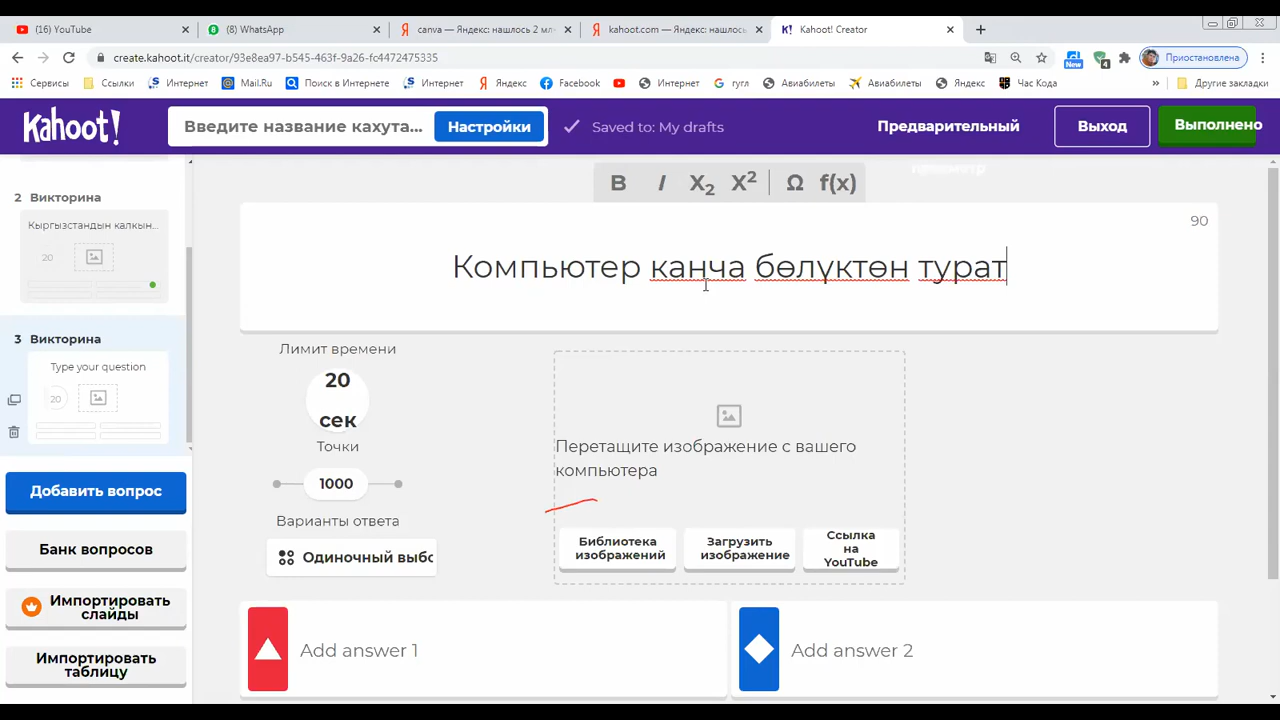 (16) YouTube
(8) WhatsApp
canva — Яндекс: нашлось 2 мл
kahoot.com — Яндекс: нашлось
K! Kahoot! Creator
create.kahoot.it/creator/93e8ea97-b545-463f-9a26-f4472475335
Приостановлена
Сервисы
Ссылки
Интернет
Mail.Ru
Поиск в Интернете
Интернет
Яндекс
Facebook
Интернет
гугл
Авиабилеты
Авиабилеты
Яндекс
Час Кода
»
Другие закладки
Kahoot!
Введите название кахута...
Настройки
Saved to: My drafts
Предварительный
просмотр
Выход
Выполнено
B I X2 X2 Ω f(x)
2 Викторина
Кыргызстандын калкын...
20
3 Викторина
Type your question
20
Добавить вопрос
Банк вопросов
Импортировать
слайды
Импортировать
таблицу
90
Компьютер канча бөлүктөн турат
Лимит времени
20
сек
Точки
1000
Варианты ответа
Одиночный выбо
Перетащите изображение с вашего
компьютера
Библиотека
изображений
Загрузить
изображение
Ссылка
на
YouTube
Add answer 1
Add answer 2